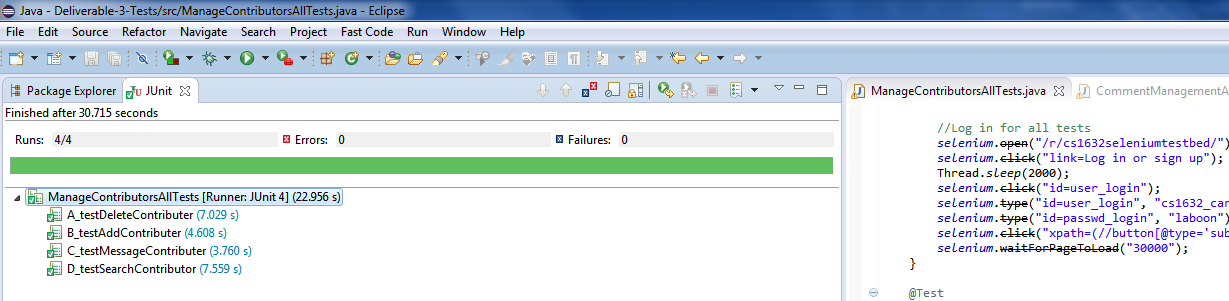 Java - Deliverable-3-Tests/src/ManageContributorsAllTests.java - Eclipse
File Edit Source Refactor Navigate Search Project Fast Code Run Window Help
Package Explorer JUnit
Finished after 30.715 seconds
Runs: 4/4 Errors: 0 Failures: 0
ManageContributorsAllTests [Runner: JUnit 4] (22.956 s)
A_testDeleteContributer (7.029 s)
B_testAddContributer (4.608 s)
C_testMessageContributer (3.760 s)
D_testSearchContributor (7.559 s)
ManageContributorsAllTests.java CommentManagementA
//Log in for all tests
selenium.open("/r/cs1632seleniumtestbed/")
selenium.click("link=Log in or sign up");
Thread.sleep(2000);
selenium.click("id=user_login");
selenium.type("id=user_login", "cs1632_can
selenium.type("id=passwd_login", "laboon")
selenium.click("xpath=(//button[@type='sub
selenium.waitForPageToLoad("30000");
}
@Test